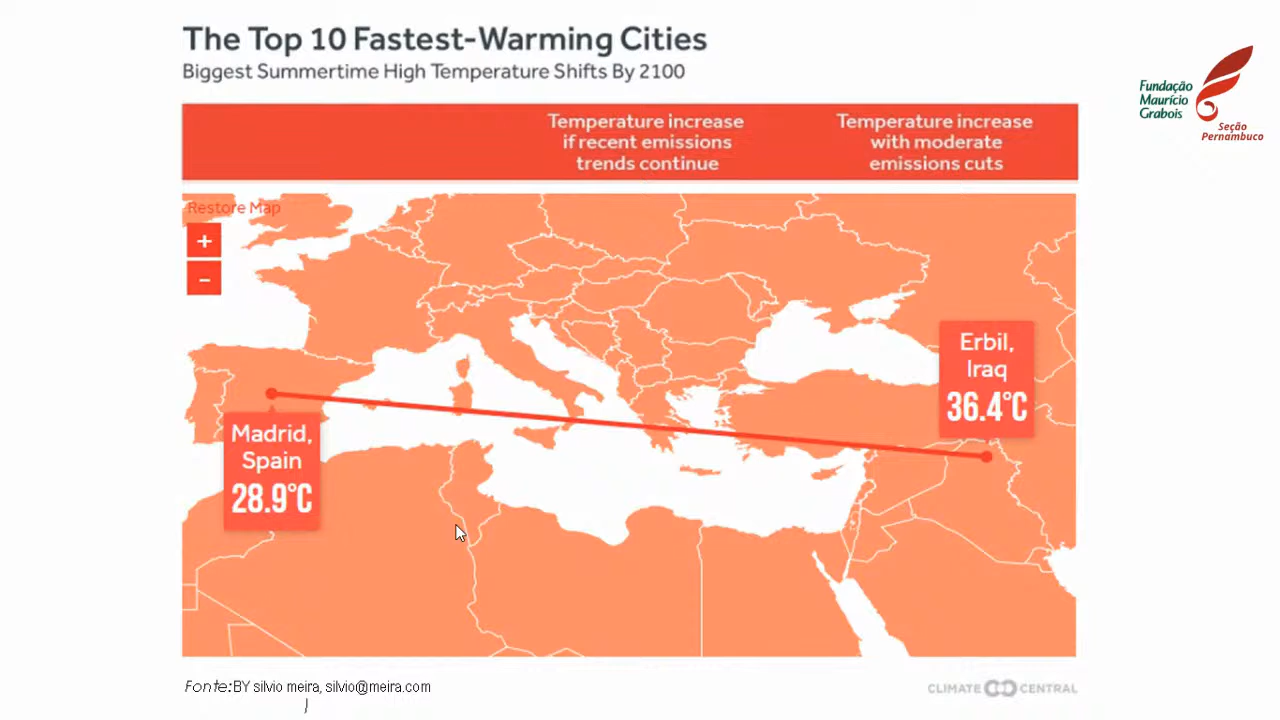 The Top 10 Fastest-Warming Cities
Biggest Summertime High Temperature Shifts By 2100
Fundação
Maurício
Grabois
Seção
Pernambuco
Temperature increase
if recent emissions
trends continue
Temperature increase
with moderate
emissions cuts
Restore Map
+
-
Erbil,
Iraq
36.4°C
Madrid,
Spain
28.9°C
Fonte:BY silvio meira, silvio@meira.com
CLIMATE CENTRAL